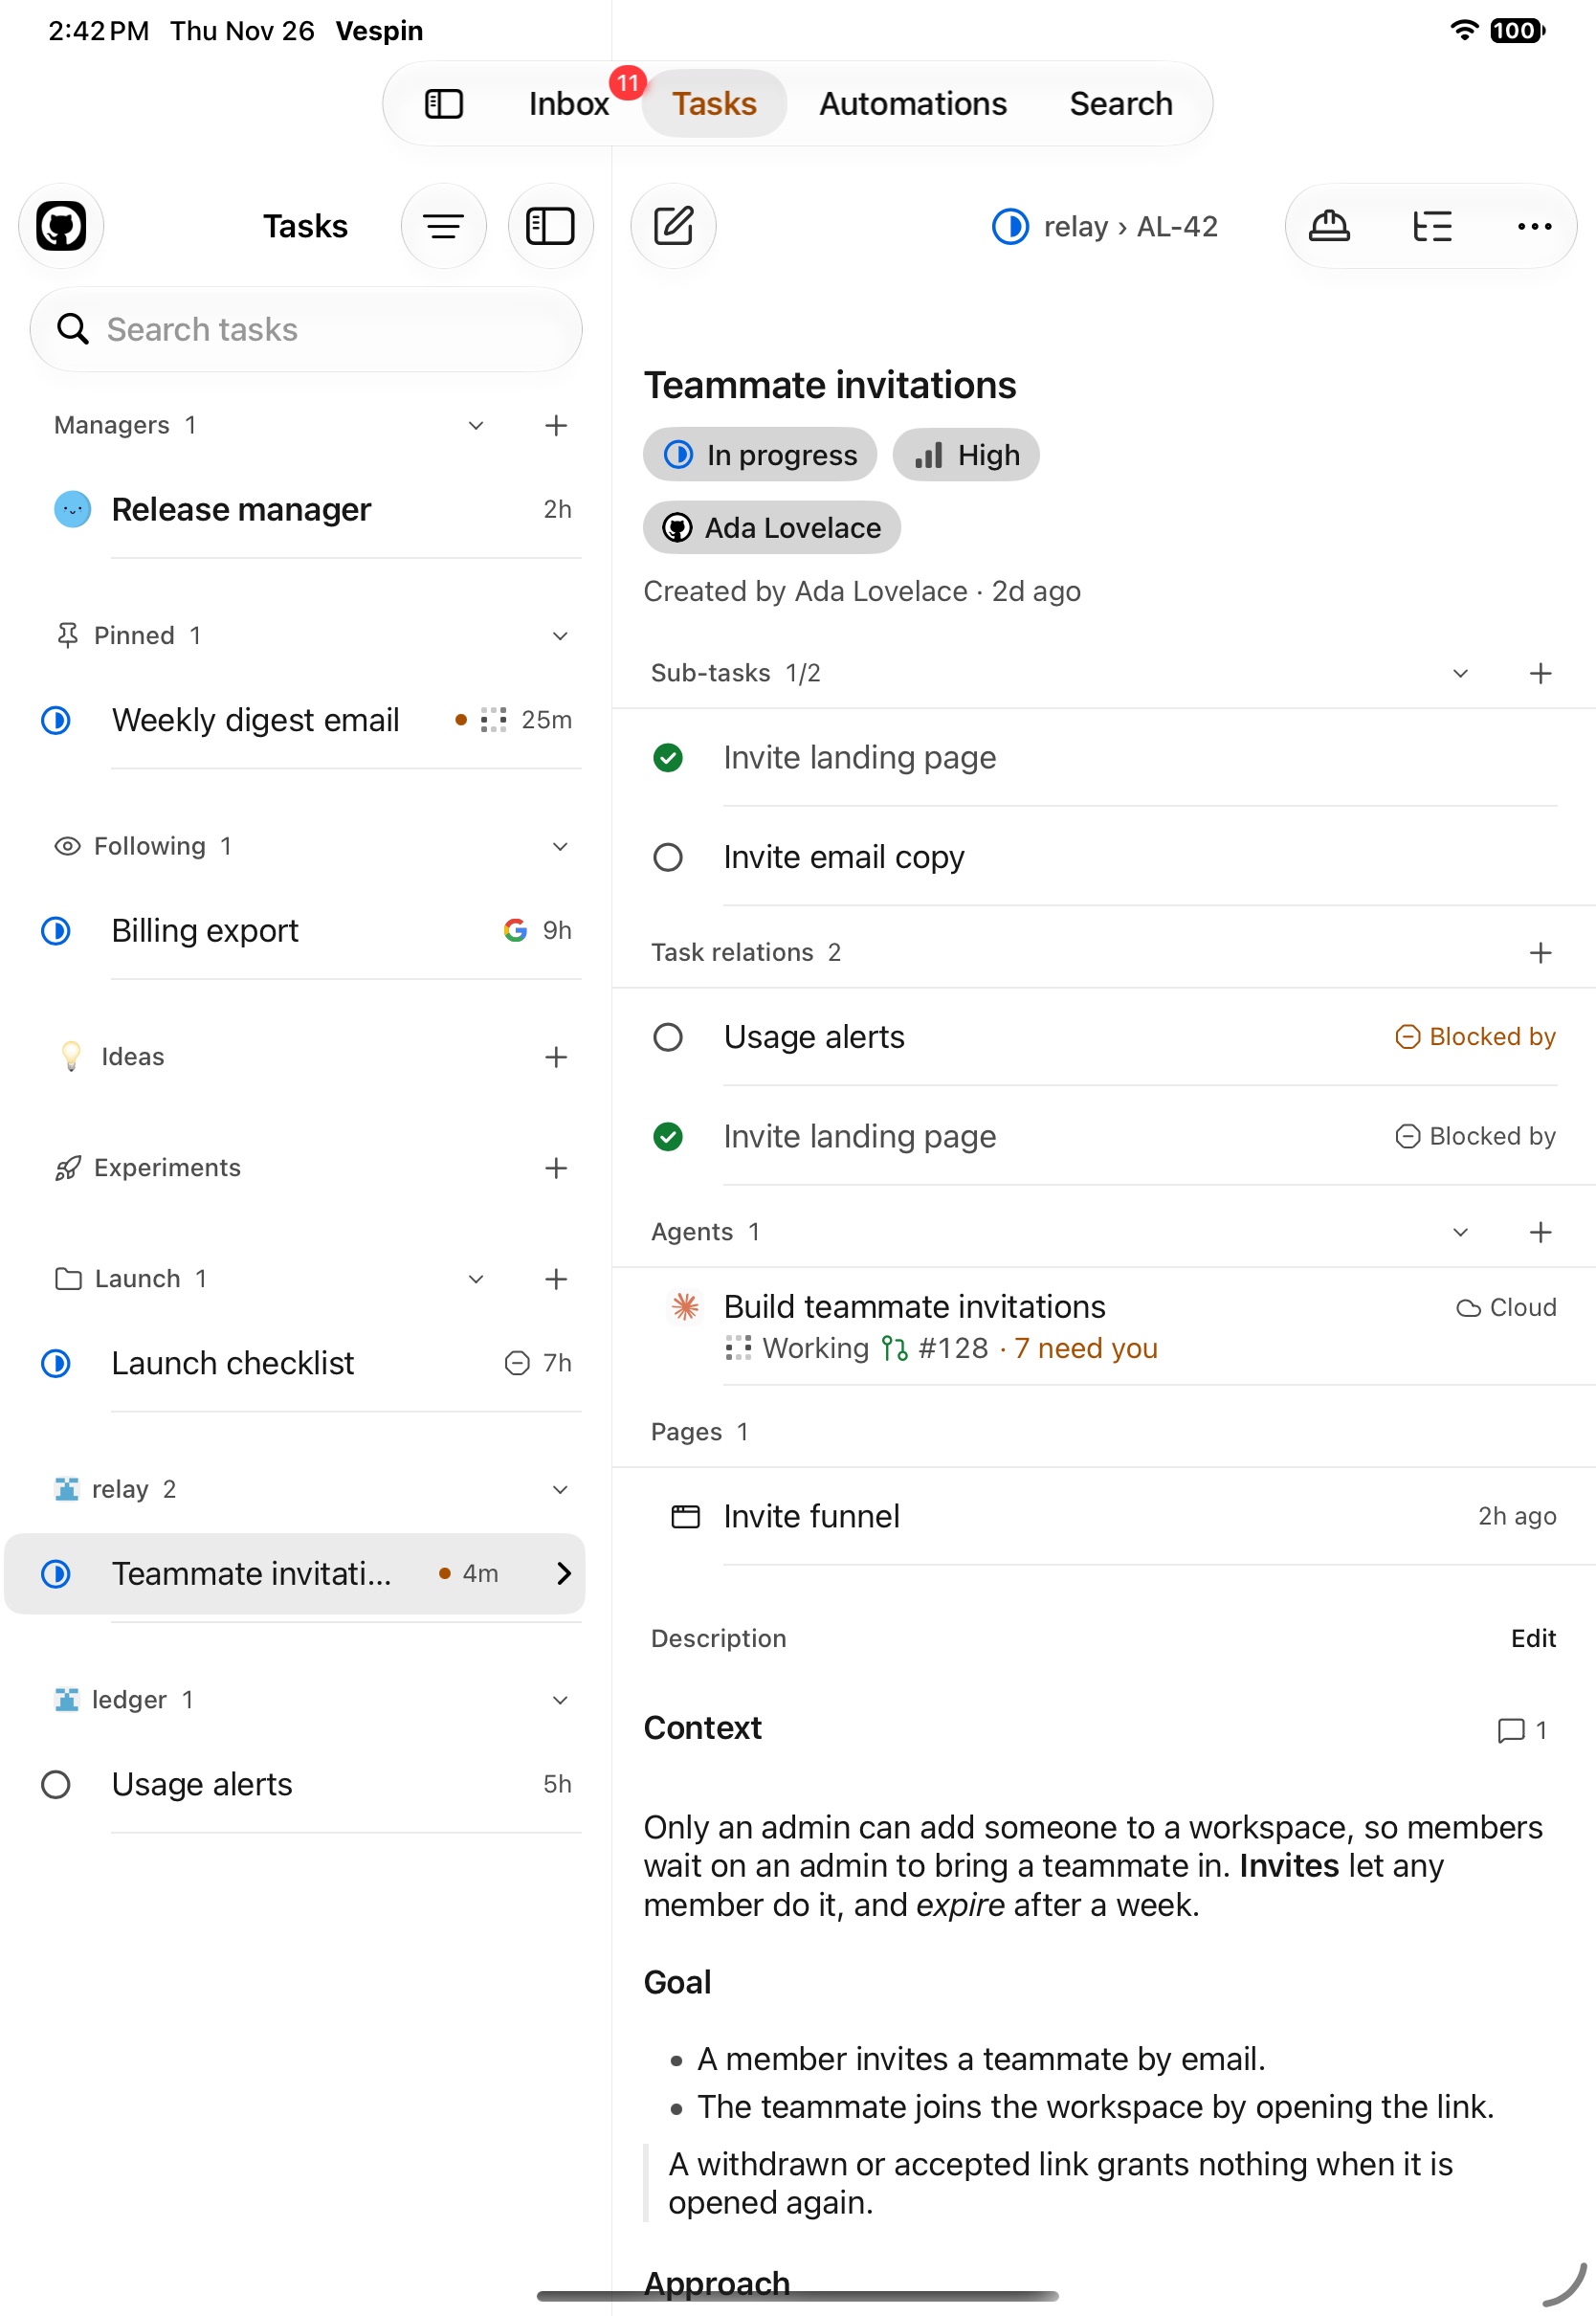 2:42 PM Thu Nov 26 Vespin
100
Inbox 11 Tasks Automations Search
Tasks
relay › AL-42
Search tasks
Managers 1
Release manager 2h
Pinned 1
Weekly digest email 25m
Following 1
Billing export 9h
Ideas
Experiments
Launch 1
Launch checklist 7h
relay 2
Teammate invitati... 4m
ledger 1
Usage alerts 5h
Teammate invitations
In progress High
Ada Lovelace
Created by Ada Lovelace · 2d ago
Sub-tasks 1/2
Invite landing page
Invite email copy
Task relations 2
Usage alerts Blocked by
Invite landing page Blocked by
Agents 1
Build teammate invitations Cloud
Working #128 · 7 need you
Pages 1
Invite funnel 2h ago
Description Edit
Context 1
Only an admin can add someone to a workspace, so members
wait on an admin to bring a teammate in. Invites let any
member do it, and expire after a week.
Goal
• A member invites a teammate by email.
• The teammate joins the workspace by opening the link.
A withdrawn or accepted link grants nothing when it is
opened again.
Approach